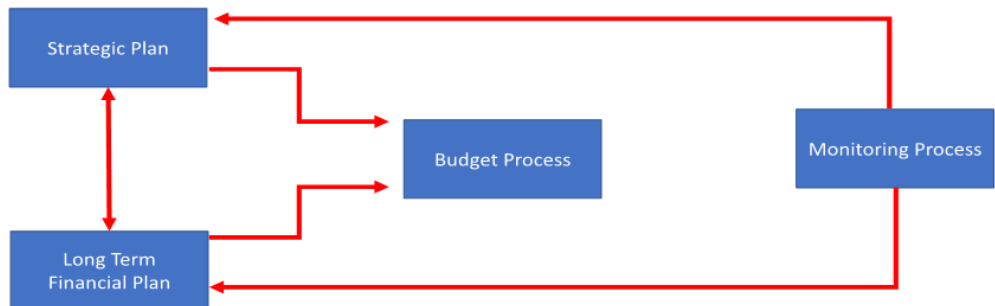 Strategic Plan
Budget Process
Monitoring Process
Long Term
Financial Plan